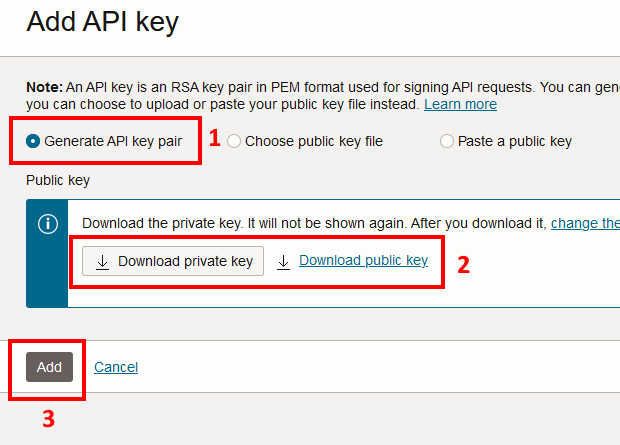 Add API key
Note: An API key is an RSA key pair in PEM format used for signing API requests. You can gen
you can choose to upload or paste your public key file instead. Learn more
Generate API key pair 1 Choose public key file Paste a public key
Public key
Download the private key. It will not be shown again. After you download it, change the
Download private key Download public key 2
Add Cancel
3